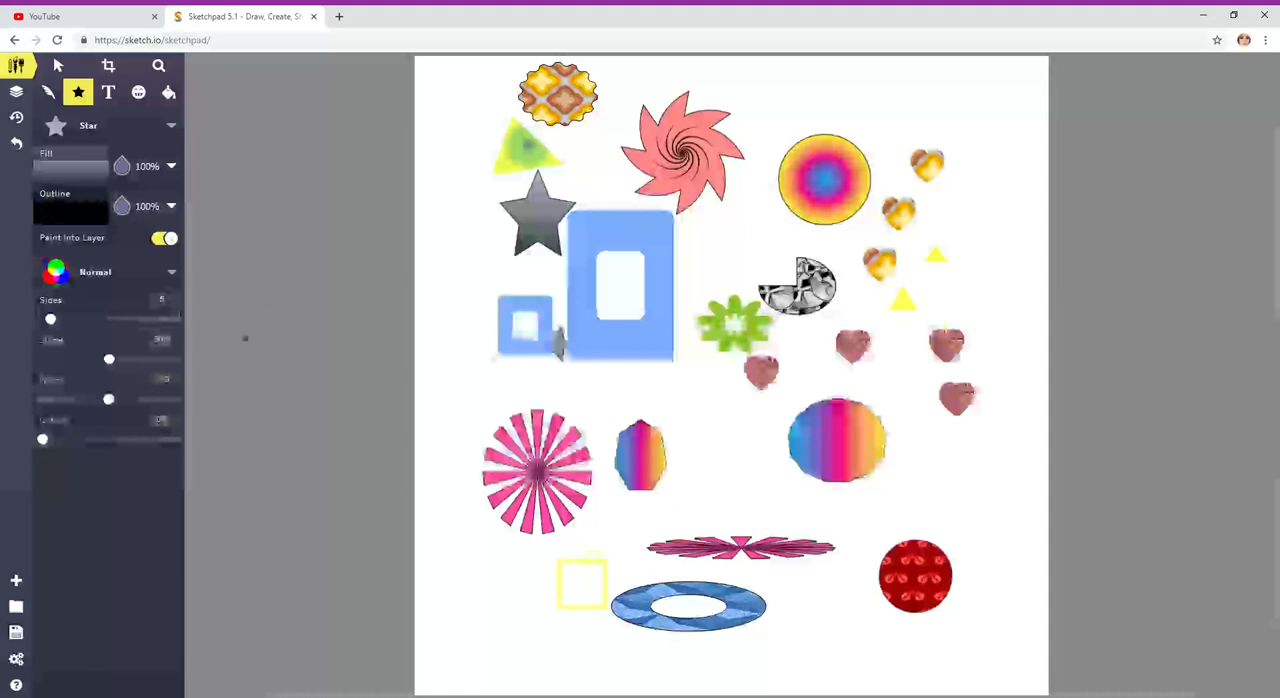 YouTube
Sketchpad 5.1 - Draw, Create, Sh
https://sketch.io/sketchpad/
T
Star
Fill
100%
Outline
100%
Paint Into Layer
Normal
Sides
5